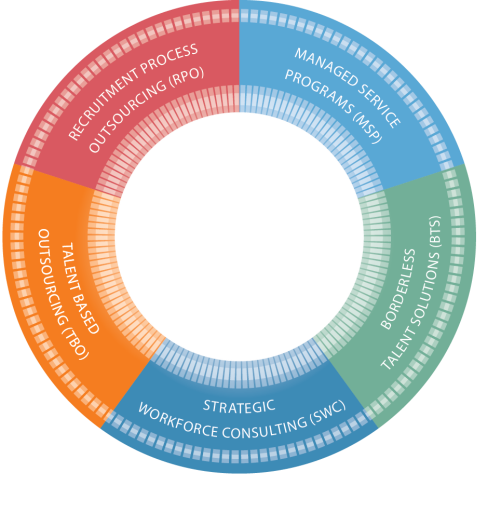 RECRUITMENT PROCESS
OUTSOURCING (RPO)
MANAGED SERVICE
PROGRAMS (MSP)
BORDERLESS
TALENT SOLUTIONS (BTS)
STRATEGIC
WORKFORCE CONSULTING (SWC)
TALENT BASED
OUTSOURCING (TBO)